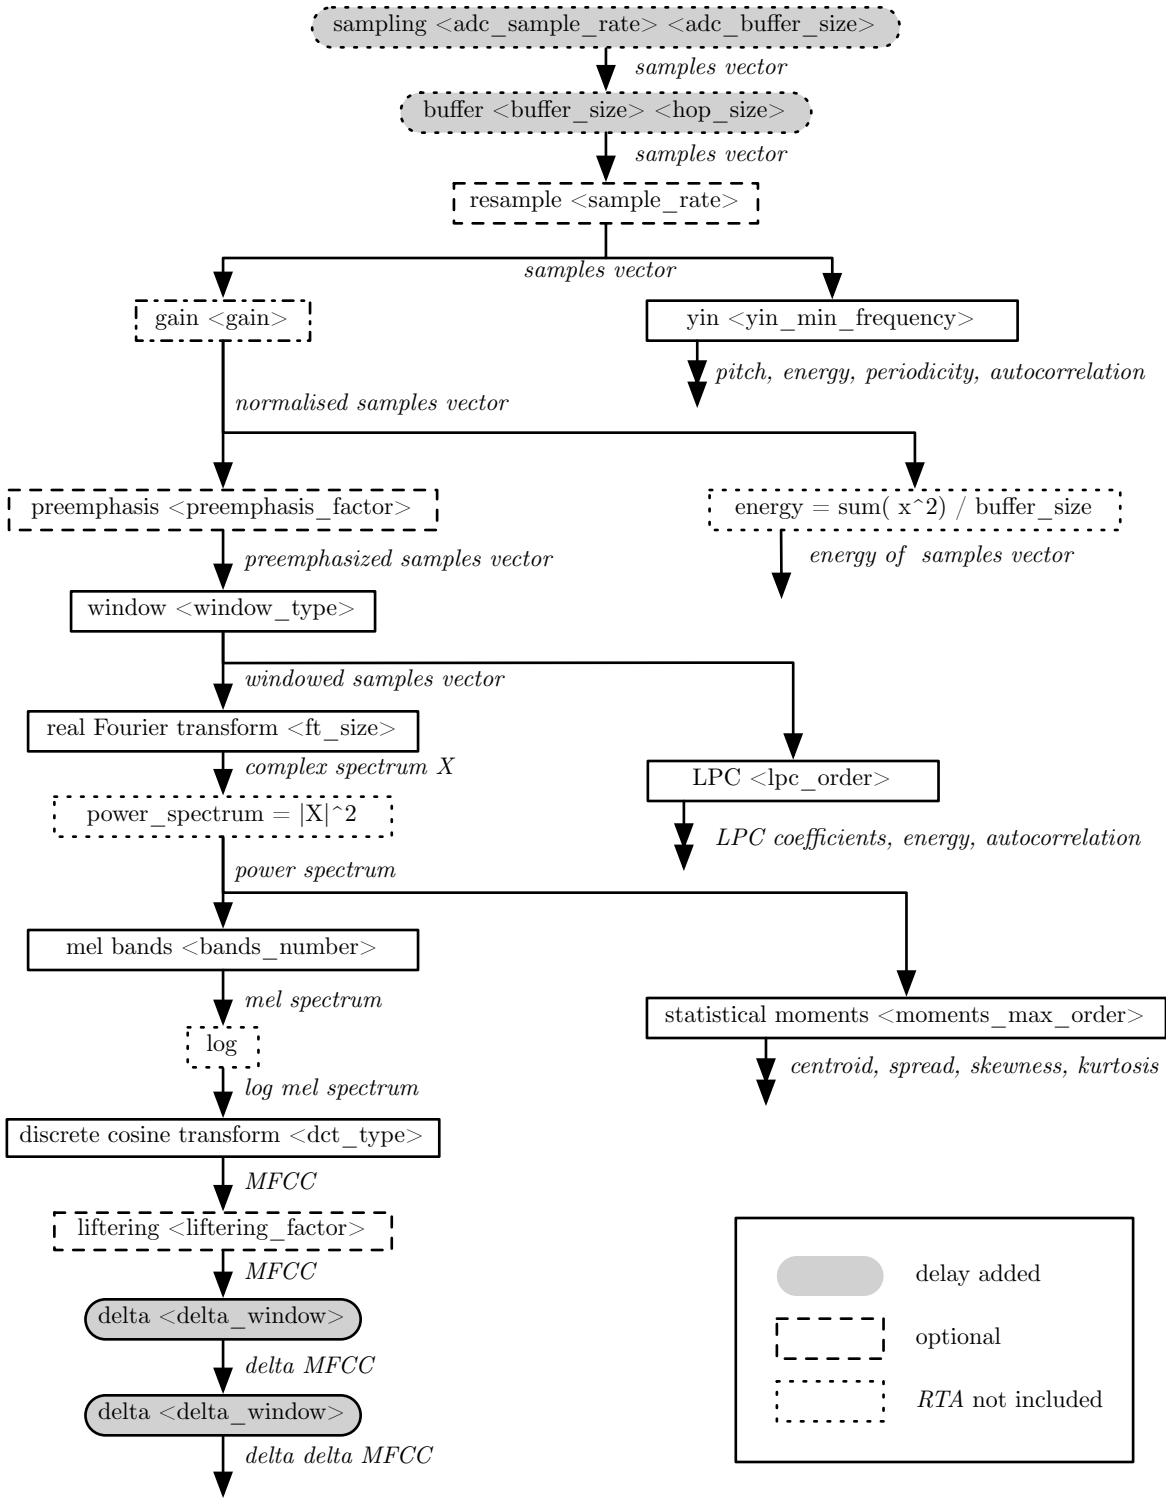 sampling <adc_sample_rate> <adc_buffer_size>
samples vector
buffer <buffer_size> <hop_size>
samples vector
resample <sample_rate>
samples vector
gain <gain>
yin <yin_min_frequency>
pitch, energy, periodicity, autocorrelation
normalised samples vector
preemphasis <preemphasis_factor>
energy = sum( x^2) / buffer_size
preemphasized samples vector
energy of samples vector
window <window_type>
windowed samples vector
real Fourier transform <ft_size>
complex spectrum X
LPC <lpc_order>
power_spectrum = |X|^2
LPC coefficients, energy, autocorrelation
power spectrum
mel bands <bands_number>
mel spectrum
statistical moments <moments_max_order>
log
centroid, spread, skewness, kurtosis
log mel spectrum
discrete cosine transform <dct_type>
MFCC
liftering <liftering_factor>
MFCC
delta <delta_window>
delta MFCC
delta <delta_window>
delta delta MFCC
delay added
optional
RTA not included